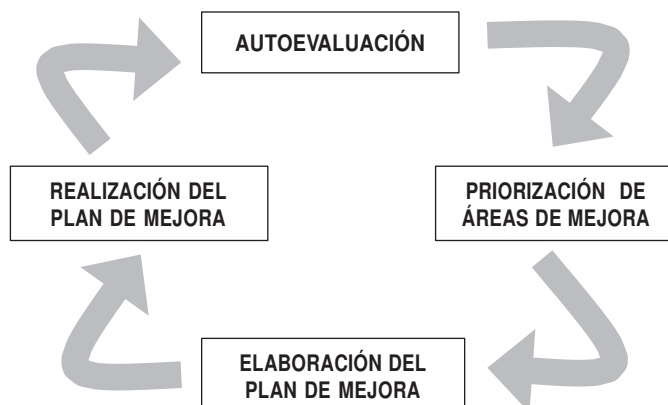 AUTOEVALUACIÓN
PRIORIZACIÓN DE
ÁREAS DE MEJORA
ELABORACIÓN DEL
PLAN DE MEJORA
REALIZACIÓN DEL
PLAN DE MEJORA